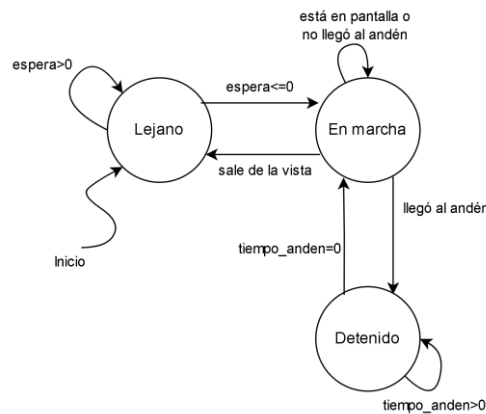 está en pantalla o
no llegó al andén
espera>0
espera<=0
Lejano
En marcha
sale de la vista
llegó al andén
tiempo_anden=0
Inicio
Detenido
tiempo_anden>0